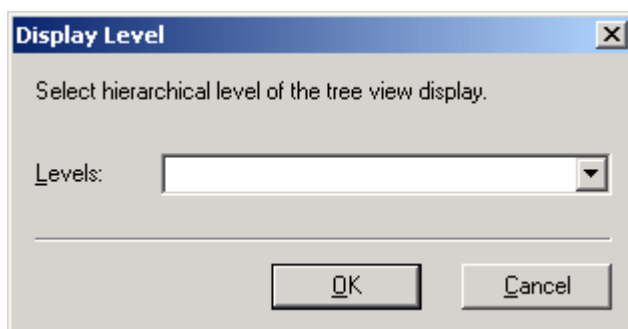 Display Level
Select hierarchical level of the tree view display.
Levels:
OK
Cancel